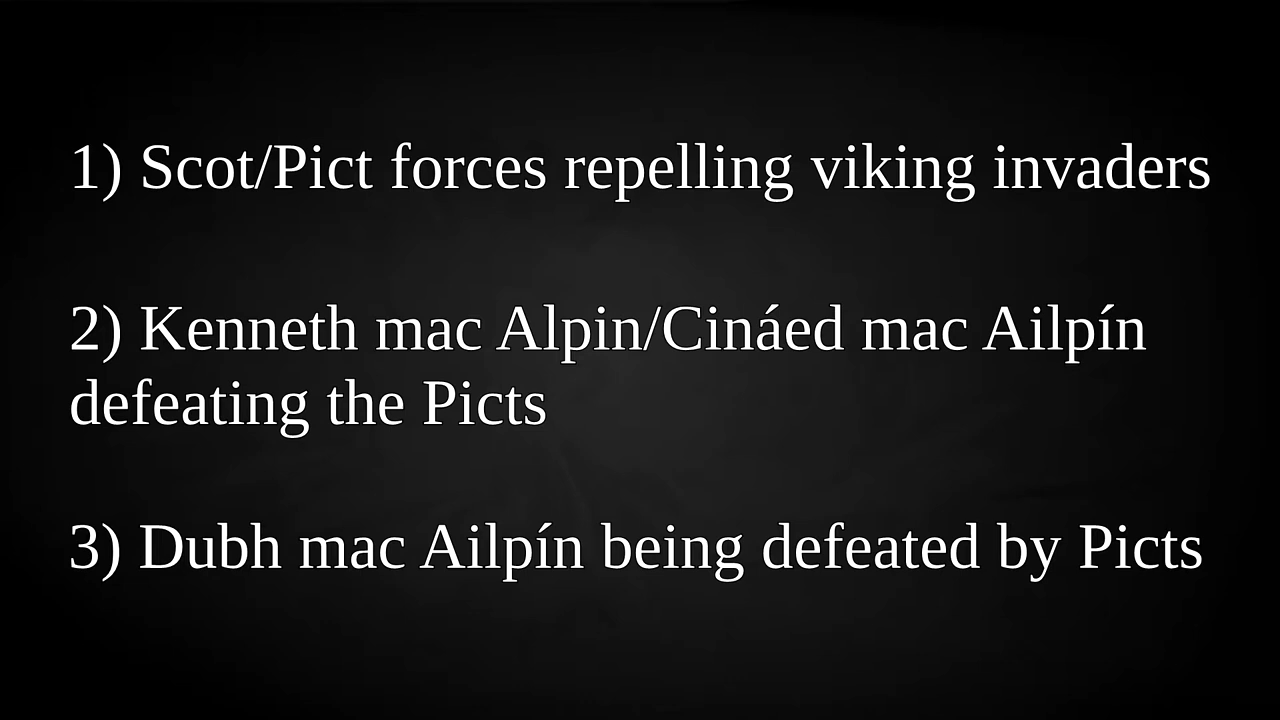 1) Scot/Pict forces repelling viking invaders
2) Kenneth mac Alpin/Cináed mac Ailpín
defeating the Picts
3) Dubh mac Ailpín being defeated by Picts